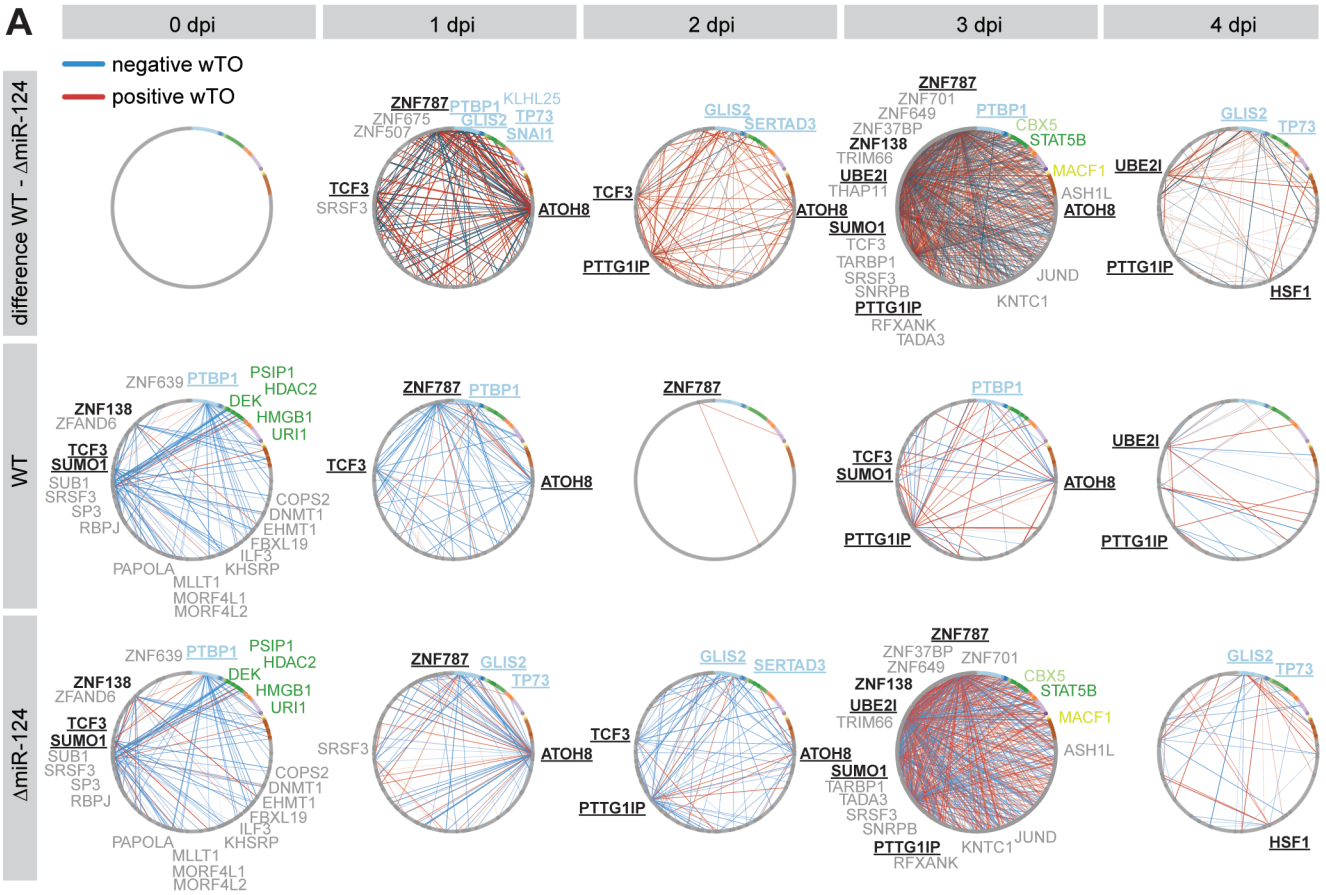 A
0 dpi
1 dpi
2 dpi
3 dpi
4 dpi
negative wTO
positive wTO
difference WT - ΔmiR-124
ZNF787
PTBP1
KLHL25
ZNF675
GLIS2
TP73
ZNF507
SNAI1
TCF3
SRSF3
ATOH8
GLIS2
SERTAD3
TCF3
ATOH8
PTTG1IP
ZNF787
ZNF701
PTBP1
ZNF649
CBX5
ZNF37BP
STAT5B
ZNF138
TRIM66
MACF1
UBE2I
THAP11
ASH1L
ATOH8
SUMO1
TCF3
TARBP1
SRSF3
JUND
SNRPB
KNTC1
PTTG1IP
RFXANK
TADA3
GLIS2
TP73
UBE2I
PTTG1IP
HSF1
WT
ZNF639
PTBP1
PSIP1
HDAC2
DEK
ZNF138
HMGB1
ZFAND6
URI1
TCF3
SUMO1
SUB1
SRSF3
COPS2
SP3
DNMT1
RBPJ
EHMT1
FBXL19
ILF3
PAPOLA
KHSRP
MLLT1
MORF4L1
MORF4L2
ZNF787
PTBP1
TCF3
ATOH8
ZNF787
PTBP1
TCF3
SUMO1
ATOH8
PTTG1IP
UBE2I
PTTG1IP
ΔmiR-124
ZNF639
PTBP1
PSIP1
HDAC2
DEK
ZNF138
HMGB1
ZFAND6
URI1
TCF3
SUMO1
SUB1
SRSF3
COPS2
SP3
DNMT1
RBPJ
EHMT1
FBXL19
ILF3
PAPOLA
KHSRP
MLLT1
MORF4L1
MORF4L2
ZNF787
GLIS2
TP73
SRSF3
ATOH8
GLIS2
SERTAD3
TCF3
ATOH8
PTTG1IP
ZNF787
ZNF37BP
ZNF701
ZNF649
CBX5
ZNF138
STAT5B
UBE2I
MACF1
TRIM66
ASH1L
SUMO1
TARBP1
TADA3
SRSF3
SNRPB
JUND
PTTG1IP
KNTC1
RFXANK
GLIS2
TP73
HSF1